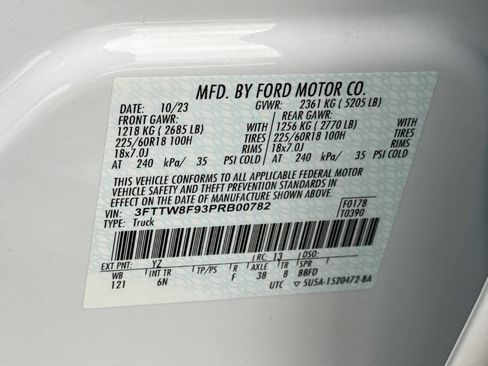 MFD. BY FORD MOTOR CO.
DATE: 10/23 GVWR: 2361 KG ( 5205 LB)
FRONT GAWR: REAR GAWR:
1218 KG ( 2685 LB) WITH 1256 KG ( 2770 LB) WITH
225/60R18 100H TIRES 225/60R18 100H TIRES
18x7.0J RIMS 18x7.0J RIMS
AT 240 kPa/ 35 PSI COLD AT 240 kPa/ 35 PSI COLD
THIS VEHICLE CONFORMS TO ALL APPLICABLE FEDERAL MOTOR
VEHICLE SAFETY AND THEFT PREVENTION STANDARDS IN
EFFECT ON THE DATE OF MANUFACTURE SHOWN ABOVE.
VIN: 3FTTW8F93PRB00782 F0178
TYPE: Truck T0390
EXT PNT: YZ RC: 13 DSO:
WB INT TR TP/PS R AXLE TR SPR
121 6N F 38 8 BBFD
UTC 5U5A-1520472-BA